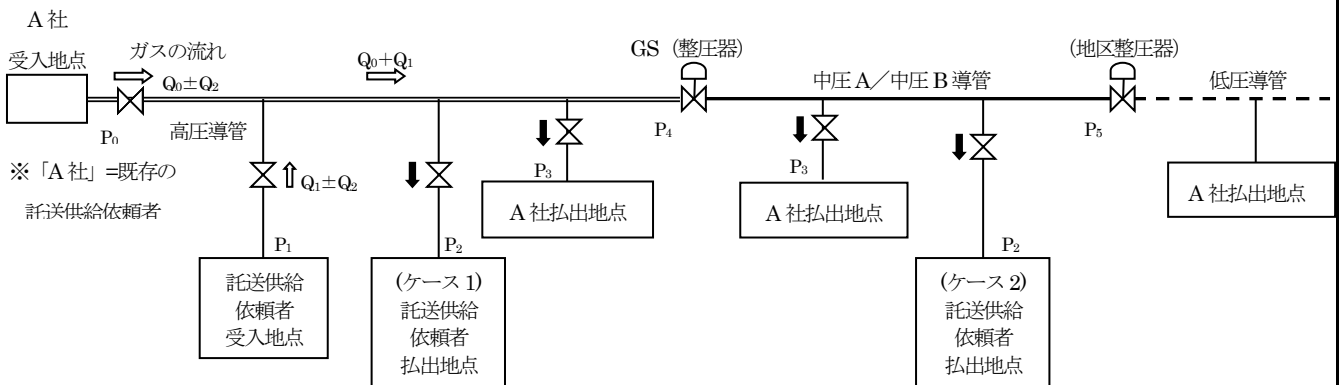 A社
受入地点
ガスの流れ
Q₀±Q₂
Q₀+Q₁
GS（整圧器）
（地区整圧器）
中圧A／中圧B導管
低圧導管
P₀
高圧導管
P₄
P₅
※「A社」=既存の
託送供給依頼者
Q₁±Q₂
P₃
A社払出地点
P₃
A社払出地点
A社払出地点
P₁
託送供給
依頼者
受入地点
P₂
(ケース1)
託送供給
依頼者
払出地点
P₂
(ケース2)
託送供給
依頼者
払出地点